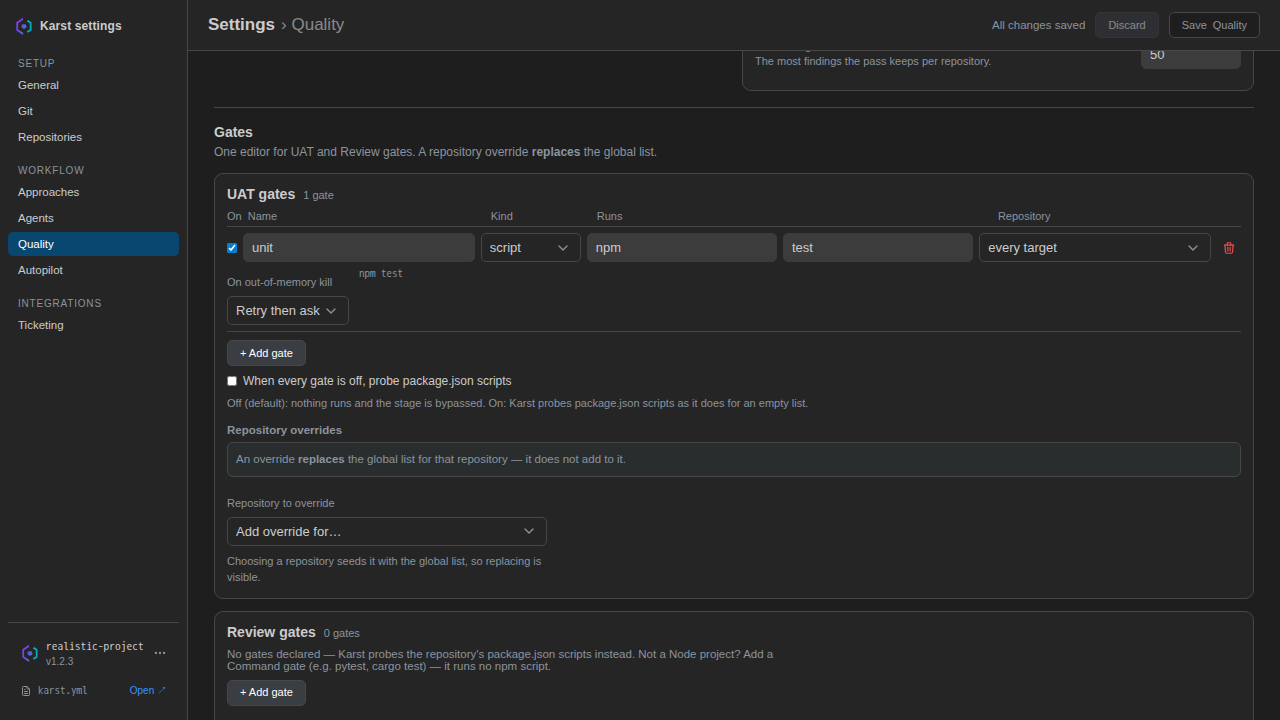 Karst settings
SETUP
General
Git
Repositories
WORKFLOW
Approaches
Agents
Quality
Autopilot
INTEGRATIONS
Ticketing
realistic-project
v1.2.3
karst.yml
Open ↗
Settings › Quality
All changes saved
Discard
Save Quality
The most findings the pass keeps per repository.
50
Gates
One editor for UAT and Review gates. A repository override replaces the global list.
UAT gates 1 gate
On Name Kind Runs Repository
unit script npm test every target
npm test
On out-of-memory kill
Retry then ask
+ Add gate
When every gate is off, probe package.json scripts
Off (default): nothing runs and the stage is bypassed. On: Karst probes package.json scripts as it does for an empty list.
Repository overrides
An override replaces the global list for that repository — it does not add to it.
Repository to override
Add override for…
Choosing a repository seeds it with the global list, so replacing is
visible.
Review gates 0 gates
No gates declared — Karst probes the repository's package.json scripts instead. Not a Node project? Add a
Command gate (e.g. pytest, cargo test) — it runs no npm script.
+ Add gate